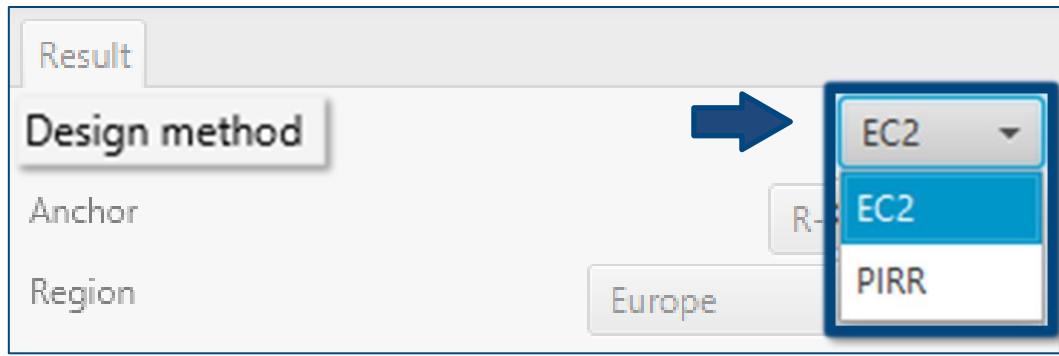 Result
Design method EC2
EC2
Anchor R-
Region Europe PIRR